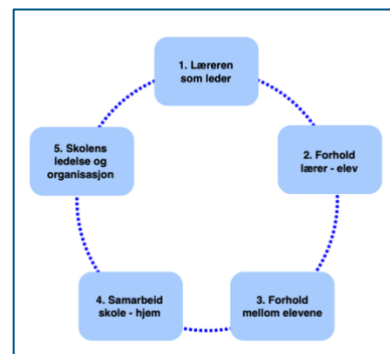 1. Læreren
som leder
2. Forhold
lærer - elev
3. Forhold
mellom elevene
4. Samarbeid
skole - hjem
5. Skolens
ledelse og
organisasjon